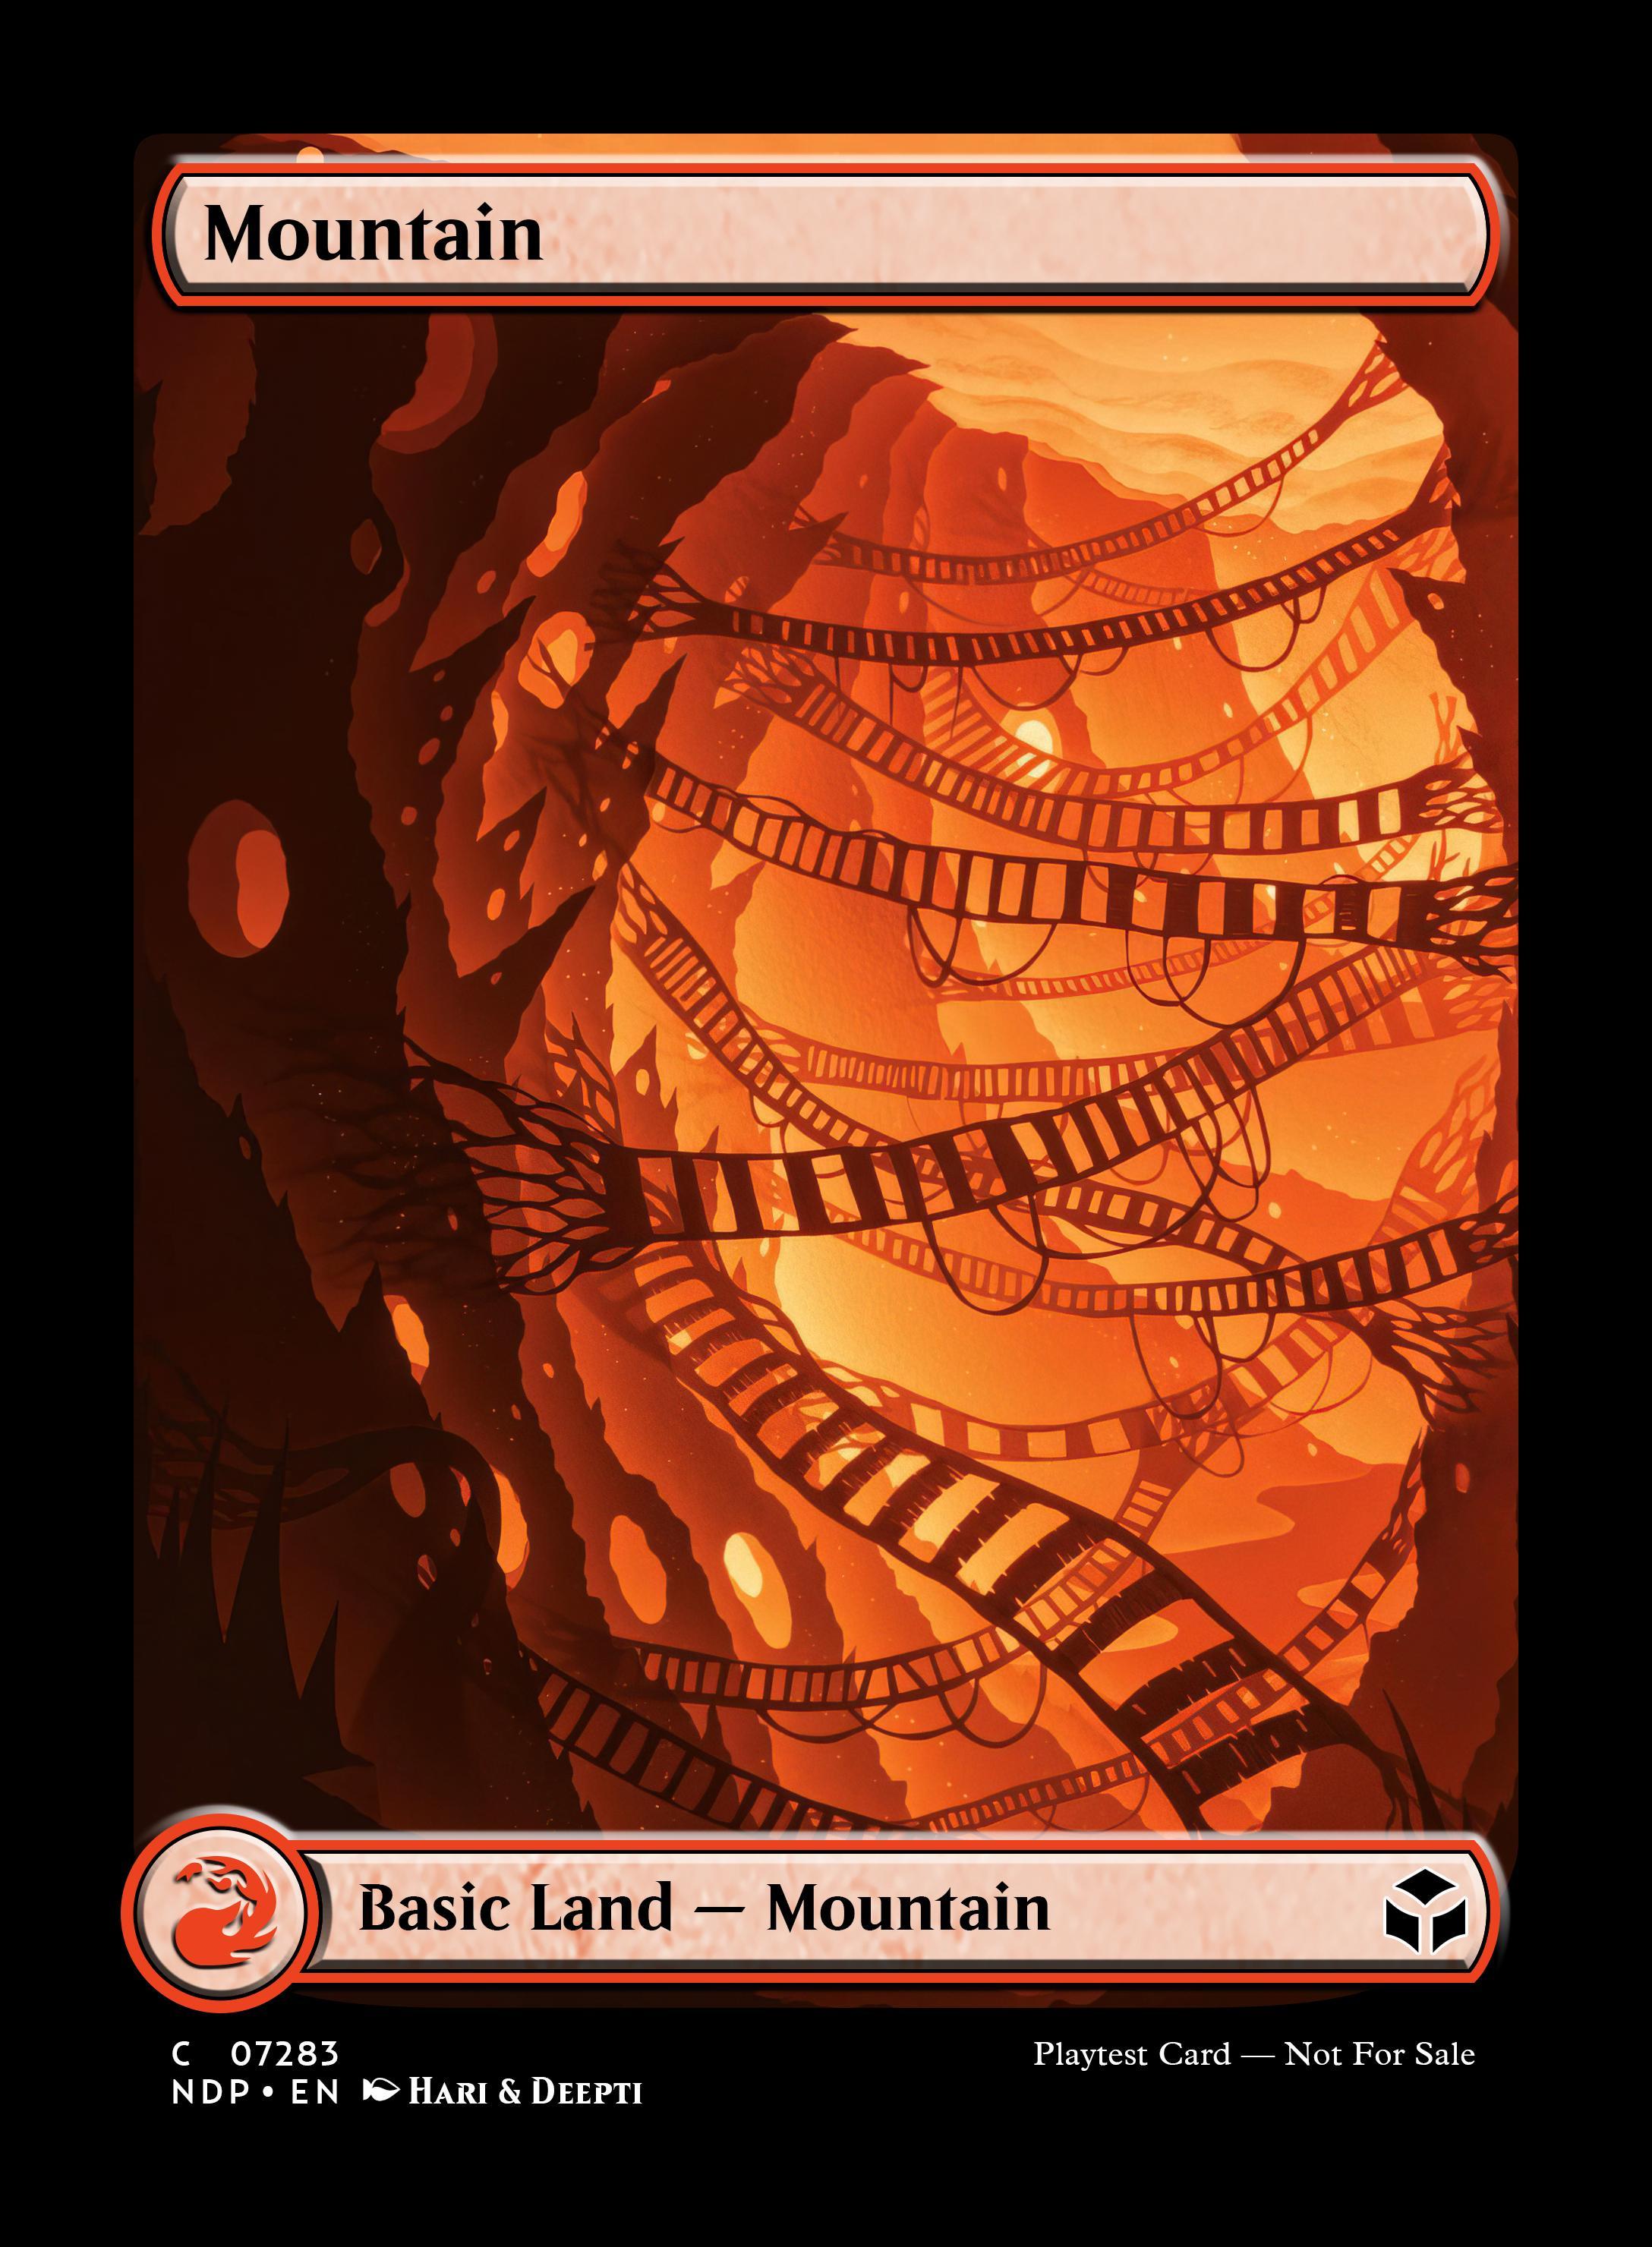 Mountain
Basic Land — Mountain
C 07283
Playtest Card — Not For Sale
NDP • EN Hari & Deepti